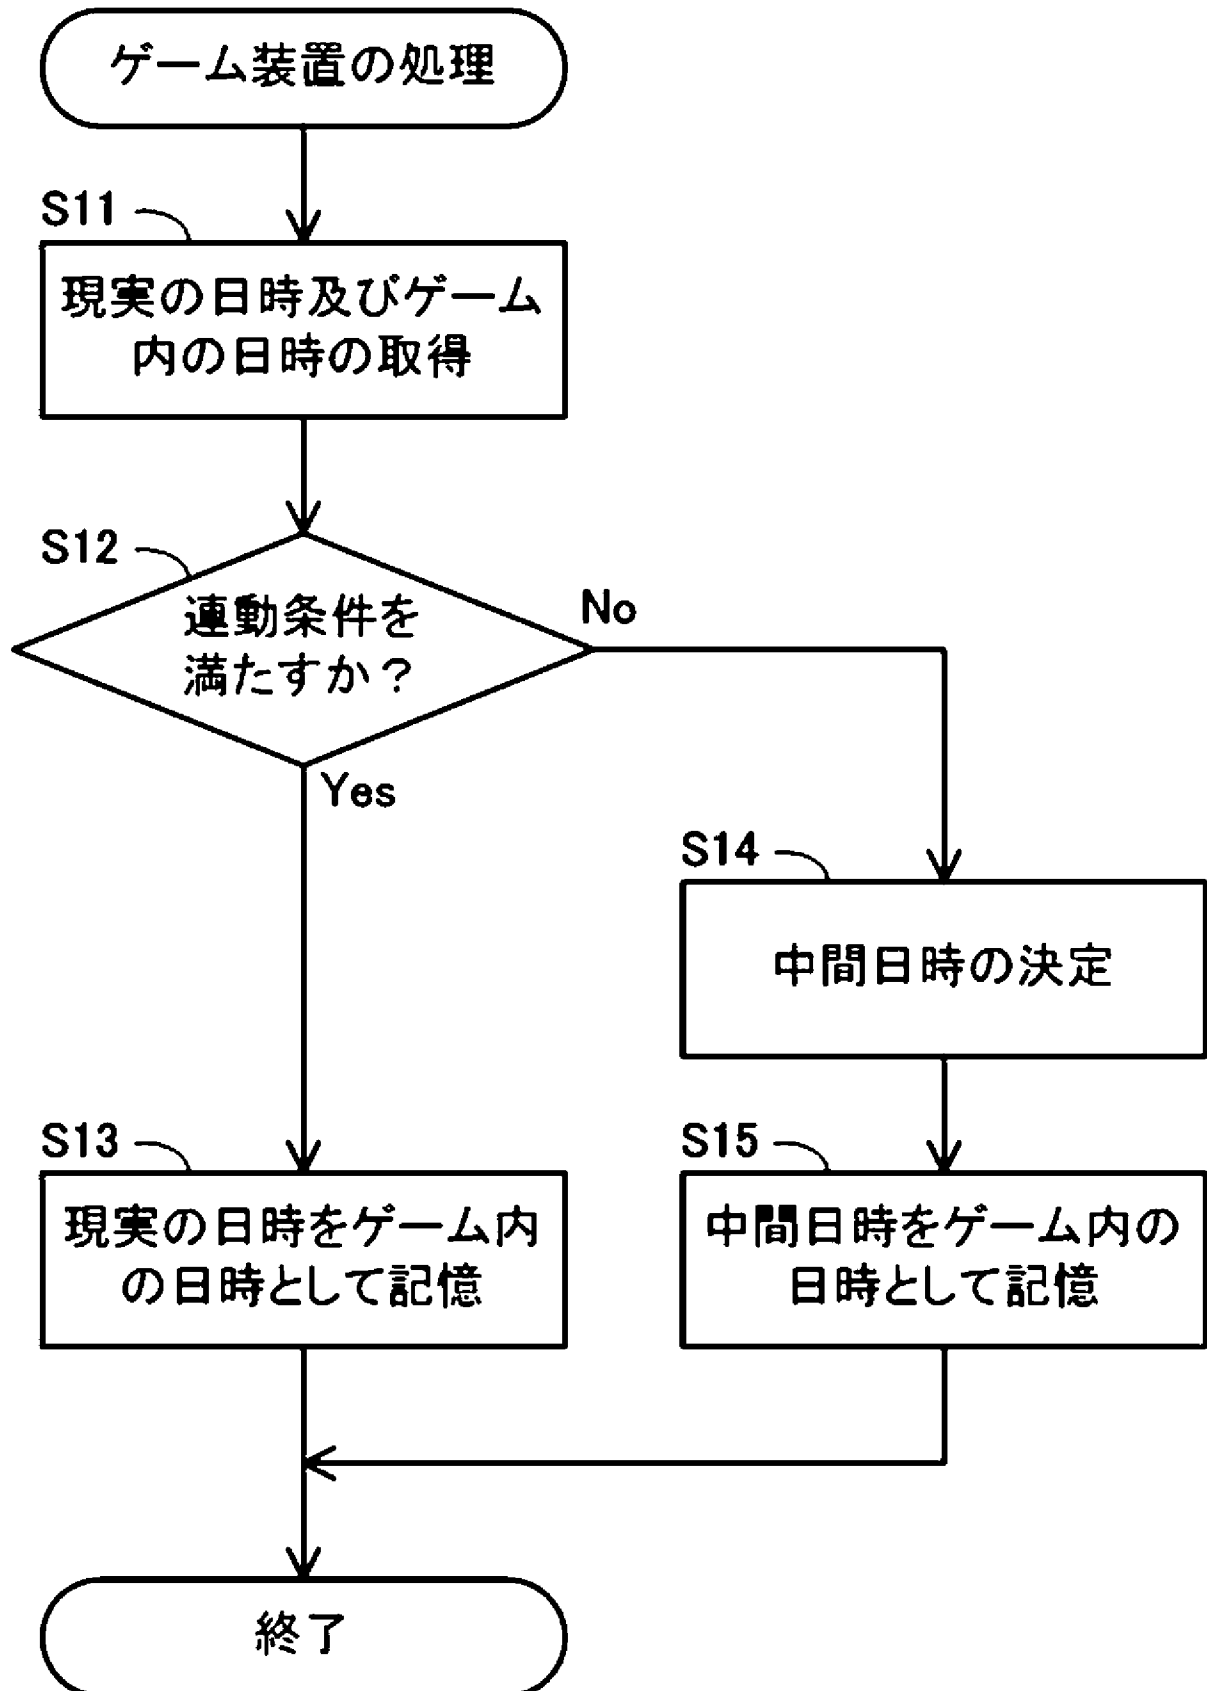 ゲーム装置の処理
S11
現実の日時及びゲーム
内の日時の取得
S12
連動条件を
満たすか？
No
Yes
S14
中間日時の決定
S13
現実の日時をゲーム内
の日時として記憶
S15
中間日時をゲーム内の
日時として記憶
終了